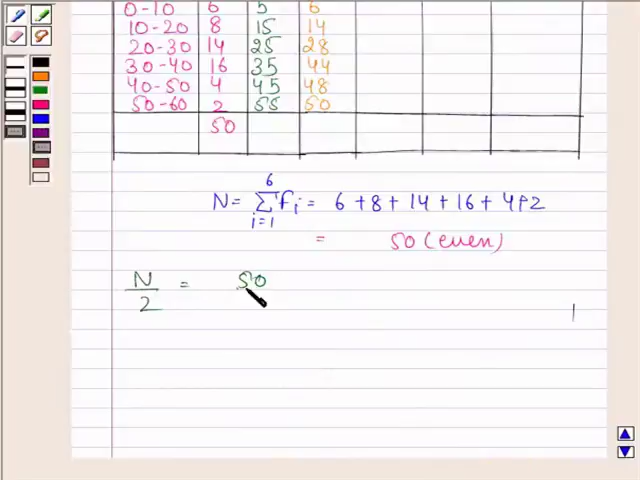 0-10 6 5 6
10-20 8 15 14
20-30 14 25 28
30-40 16 35 44
40-50 4 45 48
50-60 2 55 50
50
N = 6 Σ i=1 fi = 6 + 8 + 14 + 16 + 4+2
= 50 (even)
N/2 = 50